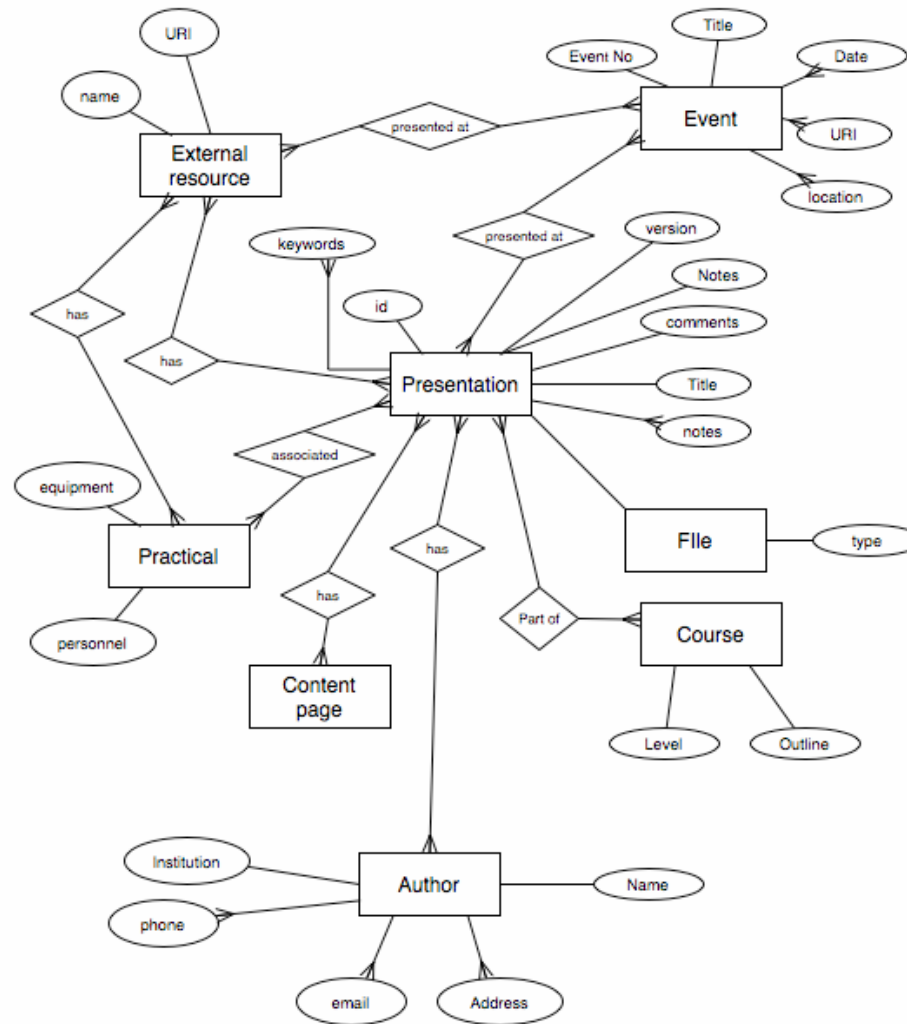 URI
Title
Event No
Date
name
presented at
Event
URI
External
resource
location
keywords
presented at
version
Notes
id
comments
has
has
Presentation
Title
notes
associated
equipment
Practical
has
FIle
type
has
Part of
Course
personnel
Content
page
Level
Outline
Institution
Author
Name
phone
email
Address